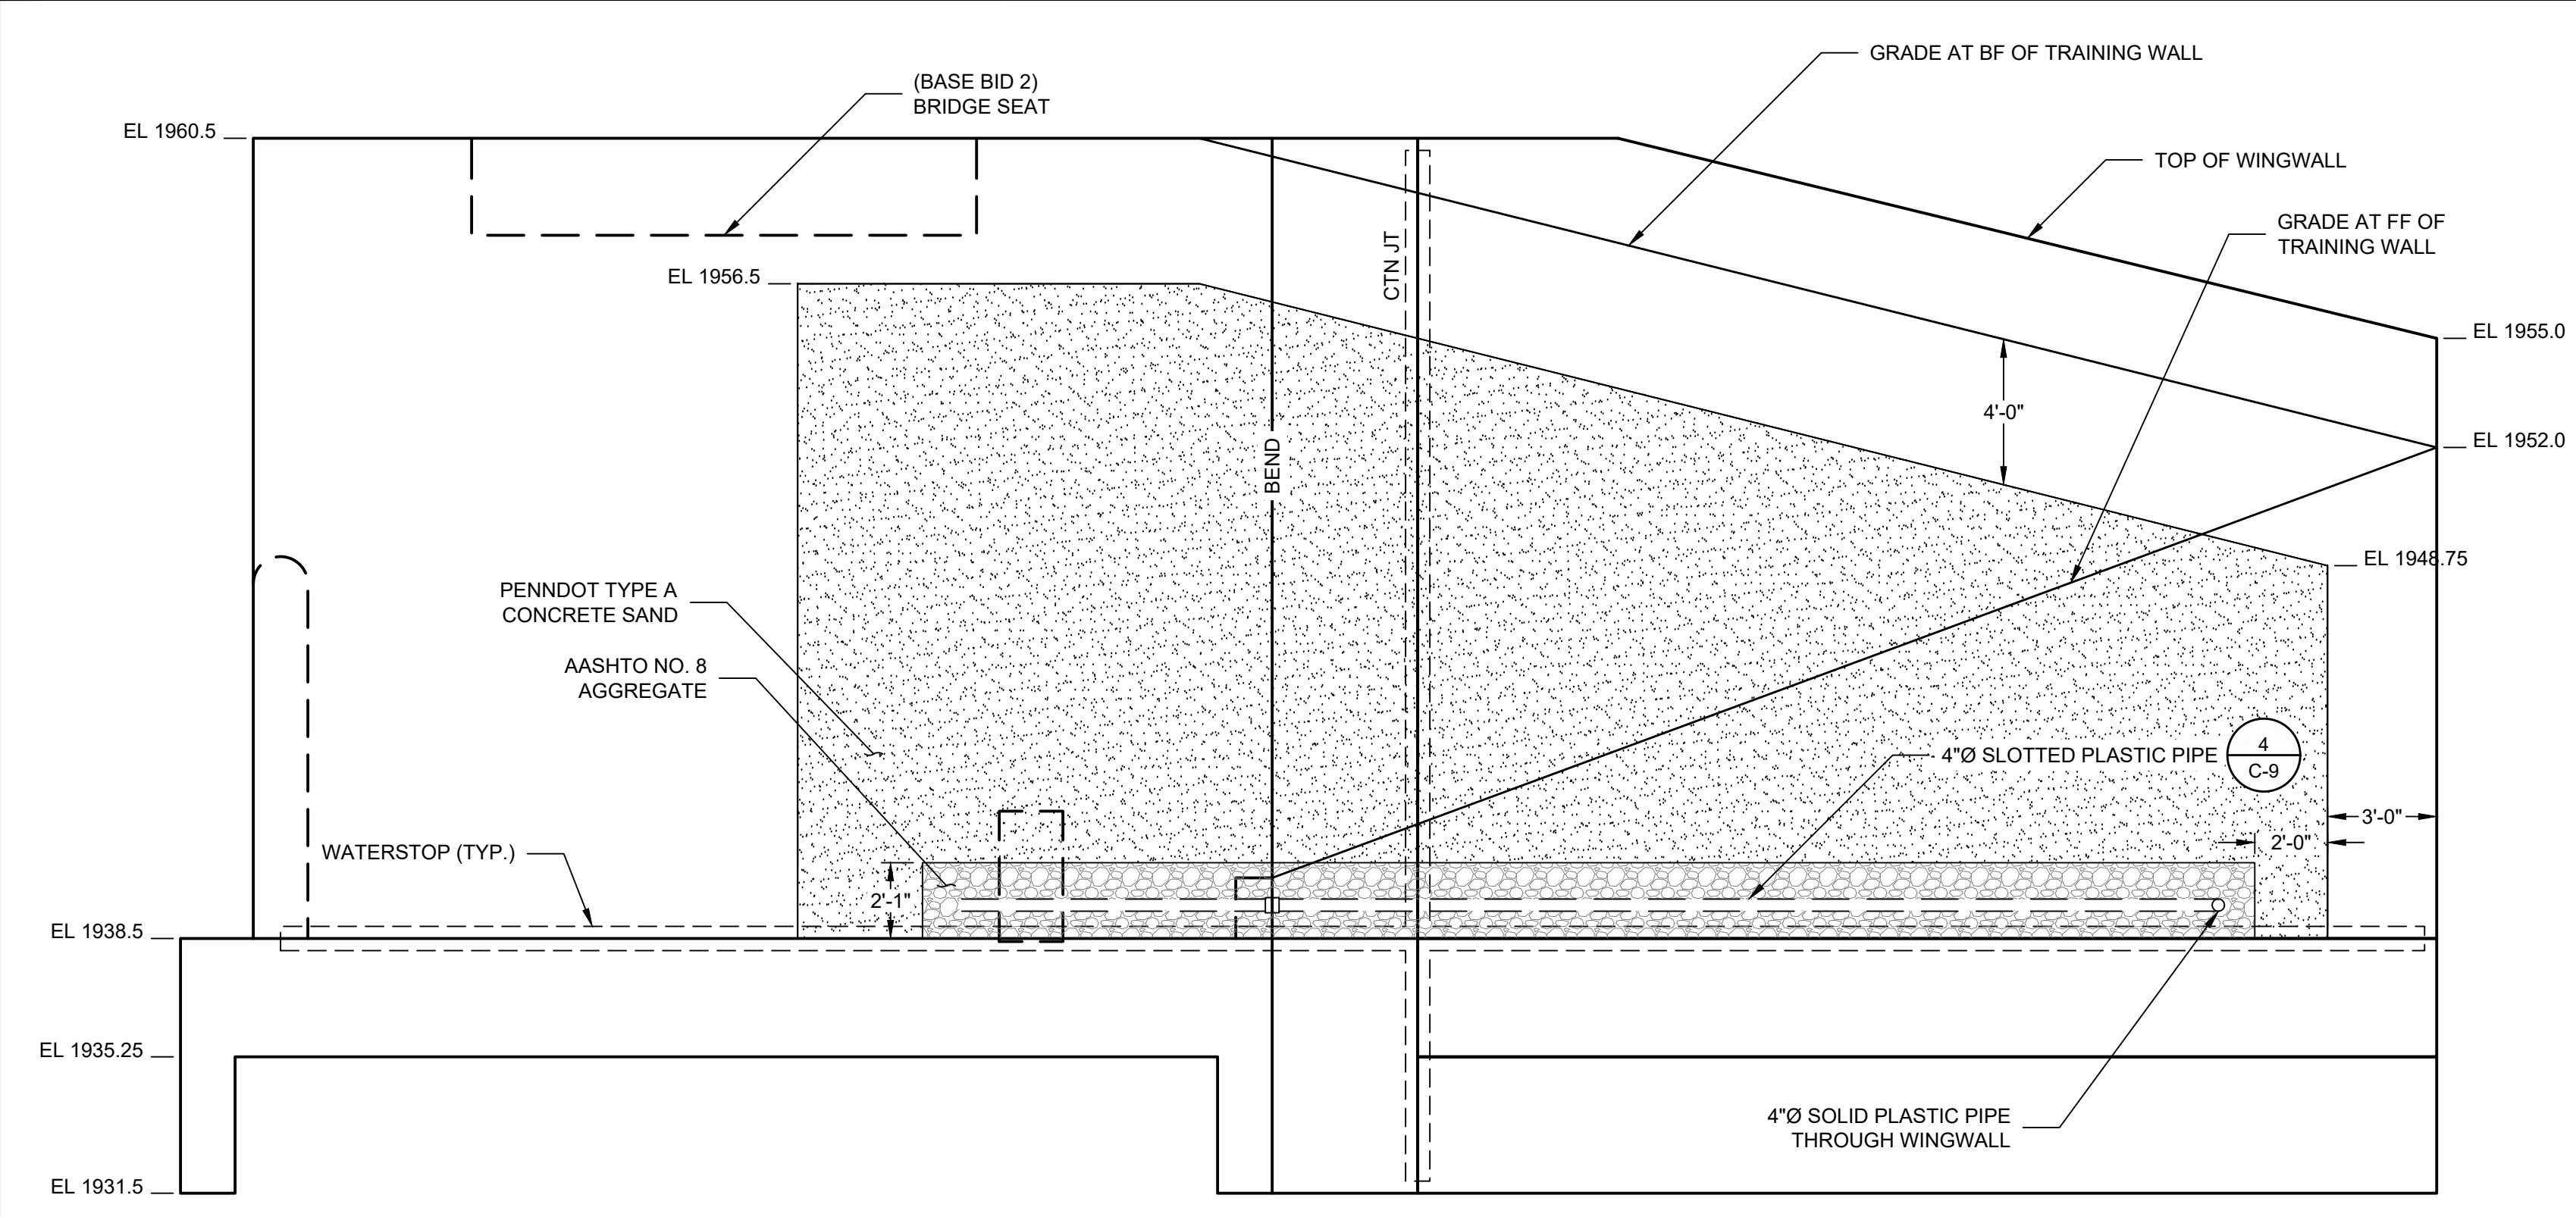 GRADE AT BF OF TRAINING WALL
(BASE BID 2)
BRIDGE SEAT
EL 1960.5
TOP OF WINGWALL
GRADE AT FF OF
TRAINING WALL
CTN JT
EL 1956.5
EL 1955.0
4'-0"
EL 1952.0
BEND
EL 1948.75
PENNDOT TYPE A
CONCRETE SAND
AASHTO NO. 8
AGGREGATE
4"Ø SLOTTED PLASTIC PIPE
4
C-9
3'-0"
2'-0"
WATERSTOP (TYP.)
2'-1"
EL 1938.5
EL 1935.25
4"Ø SOLID PLASTIC PIPE
THROUGH WINGWALL
EL 1931.5